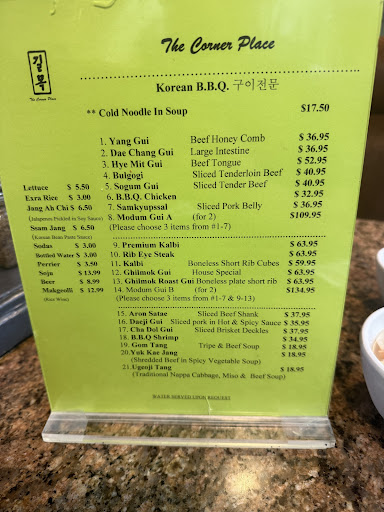 길목
The Corner Place
The Corner Place
Korean B.B.Q. 구이전문
** Cold Noodle In Soup $17.50
1. Yang Gui Beef Honey Comb $ 36.95
2. Dae Chang Gui Large Intestine $ 36.95
3. Hye Mit Gui Beef Tongue $ 52.95
4. Bulgogi Sliced Tenderloin Beef $ 40.95
5. Sogum Gui Sliced Tender Beef $ 40.95
6. B.B.Q. Chicken $ 32.95
7. Samkyupssal Sliced Pork Belly $ 36.95
8. Modum Gui A (for 2) $109.95
(Please choose 3 items from #1-7)
Lettuce $ 5.50
Exra Rice $ 3.00
Jang Ah Chi $ 6.50
(Jalapenos Pickled in Soy Sauce)
Ssam Jang $ 6.50
(Korean Bean Paste Sauce)
Sodas $ 3.00
Bottled Water $ 3.00
Perrier $ 3.50
Soju $ 13.99
Beer $ 8.99
Makgeolli $ 12.99
(Rice Wine)
9. Premium Kalbi $ 63.95
10. Rib Eye Steak $ 63.95
11. Kalbi Boneless Short Rib Cubes $ 59.95
12. Ghilmok Gui House Special $ 63.95
13. Ghilmok Roast Gui Boneless plate short rib $ 63.95
14. Modum Gui B (for 2) $134.95
(Please choose 3 items from #1-7 & 9-13)
15. Aron Satae Sliced Beef Shank $ 37.95
16. Daeji Gui Sliced pork in Hot & Spicy Sauce $ 35.95
17. Cha Dol Gui Sliced Brisket Deckles $ 37.95
18. B.B.Q Shrimp $ 34.95
19. Gom Tang Tripe & Beef Soup $ 18.95
20. Yuk Kae Jang $ 18.95
(Shredded Beef in Spicy Vegetable Soup)
21. Ugeoji Tang $ 18.95
(Traditional Nappa Cabbage, Miso & Beef Soup)
WATER SERVED UPON REQUEST